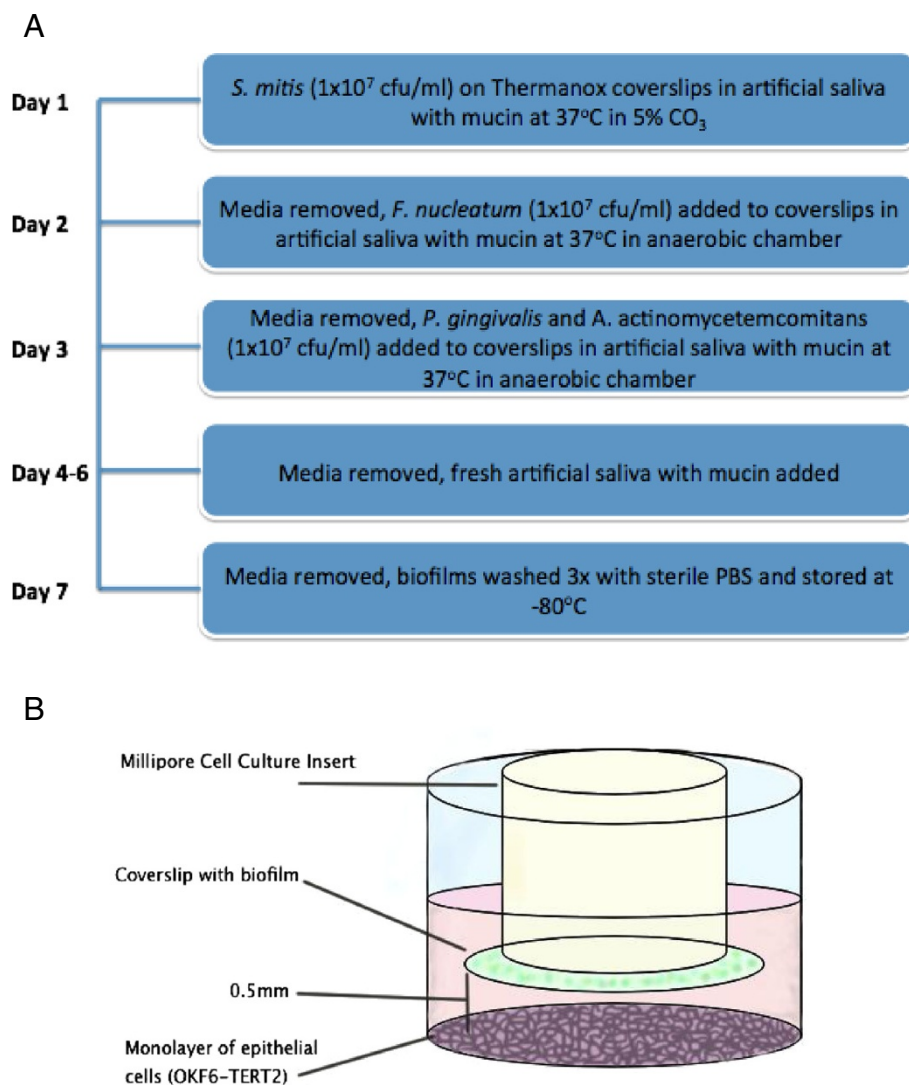 A
Day 1
S. mitis (1x10⁷ cfu/ml) on Thermanox coverslips in artificial saliva
with mucin at 37°C in 5% CO₃
Day 2
Media removed, F. nucleatum (1x10⁷ cfu/ml) added to coverslips in
artificial saliva with mucin at 37°C in anaerobic chamber
Day 3
Media removed, P. gingivalis and A. actinomycetemcomitans
(1x10⁷ cfu/ml) added to coverslips in artificial saliva with mucin at
37°C in anaerobic chamber
Day 4-6
Media removed, fresh artificial saliva with mucin added
Day 7
Media removed, biofilms washed 3x with sterile PBS and stored at
-80°C
B
Millipore Cell Culture Insert
Coverslip with biofilm
0.5mm
Monolayer of epithelial
cells (OKF6-TERT2)